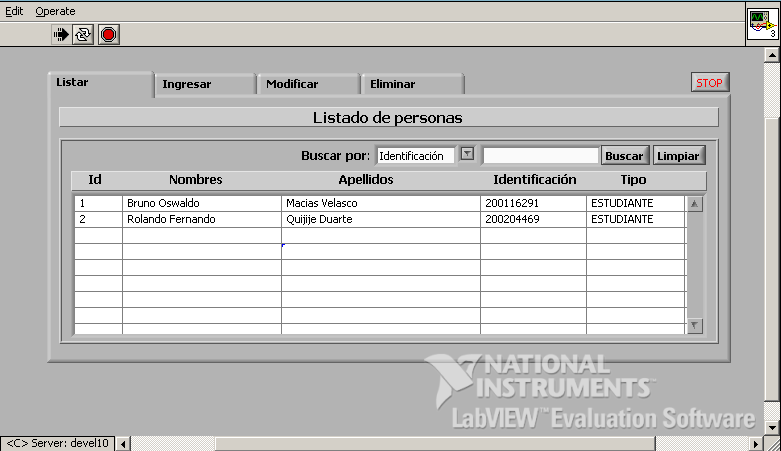 Edit Operate
3
Listar Ingresar Modificar Eliminar STOP
Listado de personas
Buscar por: Identificación Buscar Limpiar
Id Nombres Apellidos Identificación Tipo
1 Bruno Oswaldo Macias Velasco 200116291 ESTUDIANTE
2 Rolando Fernando Quijije Duarte 200204469 ESTUDIANTE
NATIONAL
INSTRUMENTS™
LabVIEW™ Evaluation Software
<C> Server: devel10